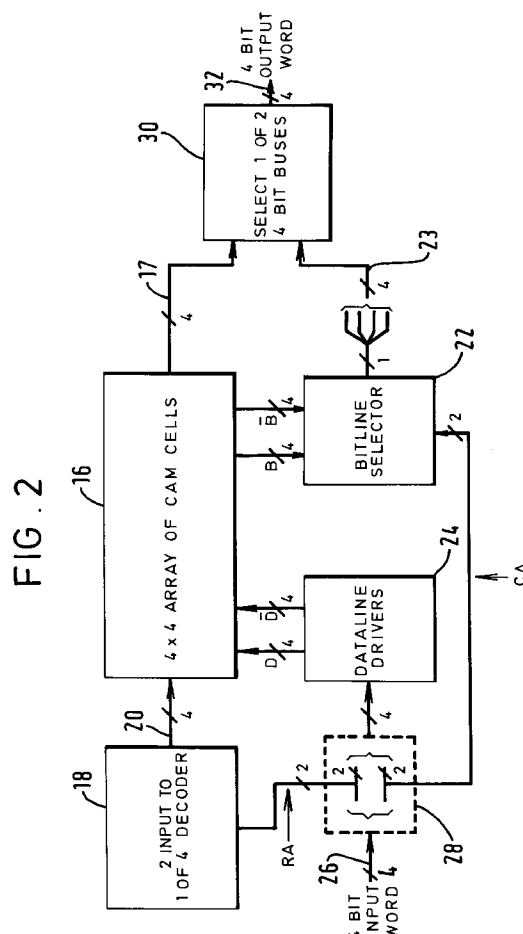 FIG. 2
18
2 INPUT TO
1 OF 4 DECODER
20
4
16
4 x 4 ARRAY OF CAM CELLS
17
4
30
SELECT 1 OF 2
4 BIT BUSES
32
4
4 BIT
OUTPUT
WORD
RA
2
D
4
D̅
4
B
4
B̅
4
26
4
BIT
WORD
28
2
2
4
DATALINE
DRIVERS
24
BITLINE
SELECTOR
22
1
4
23
2